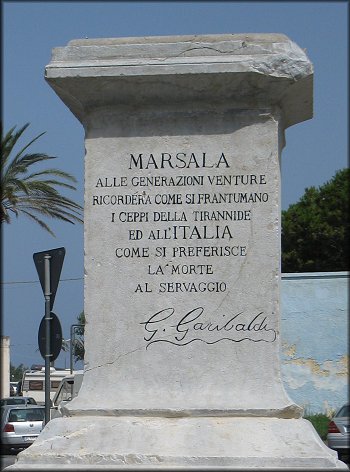 MARSALA
ALLE GENERAZIONI VENTURE
RICORDERA' COME SI FRANTUMANO
I CEPPI DELLA TIRANNIDE
ED ALL'ITALIA
COME SI PREFERISCE
LA MORTE
AL SERVAGGIO
G. Garibaldi